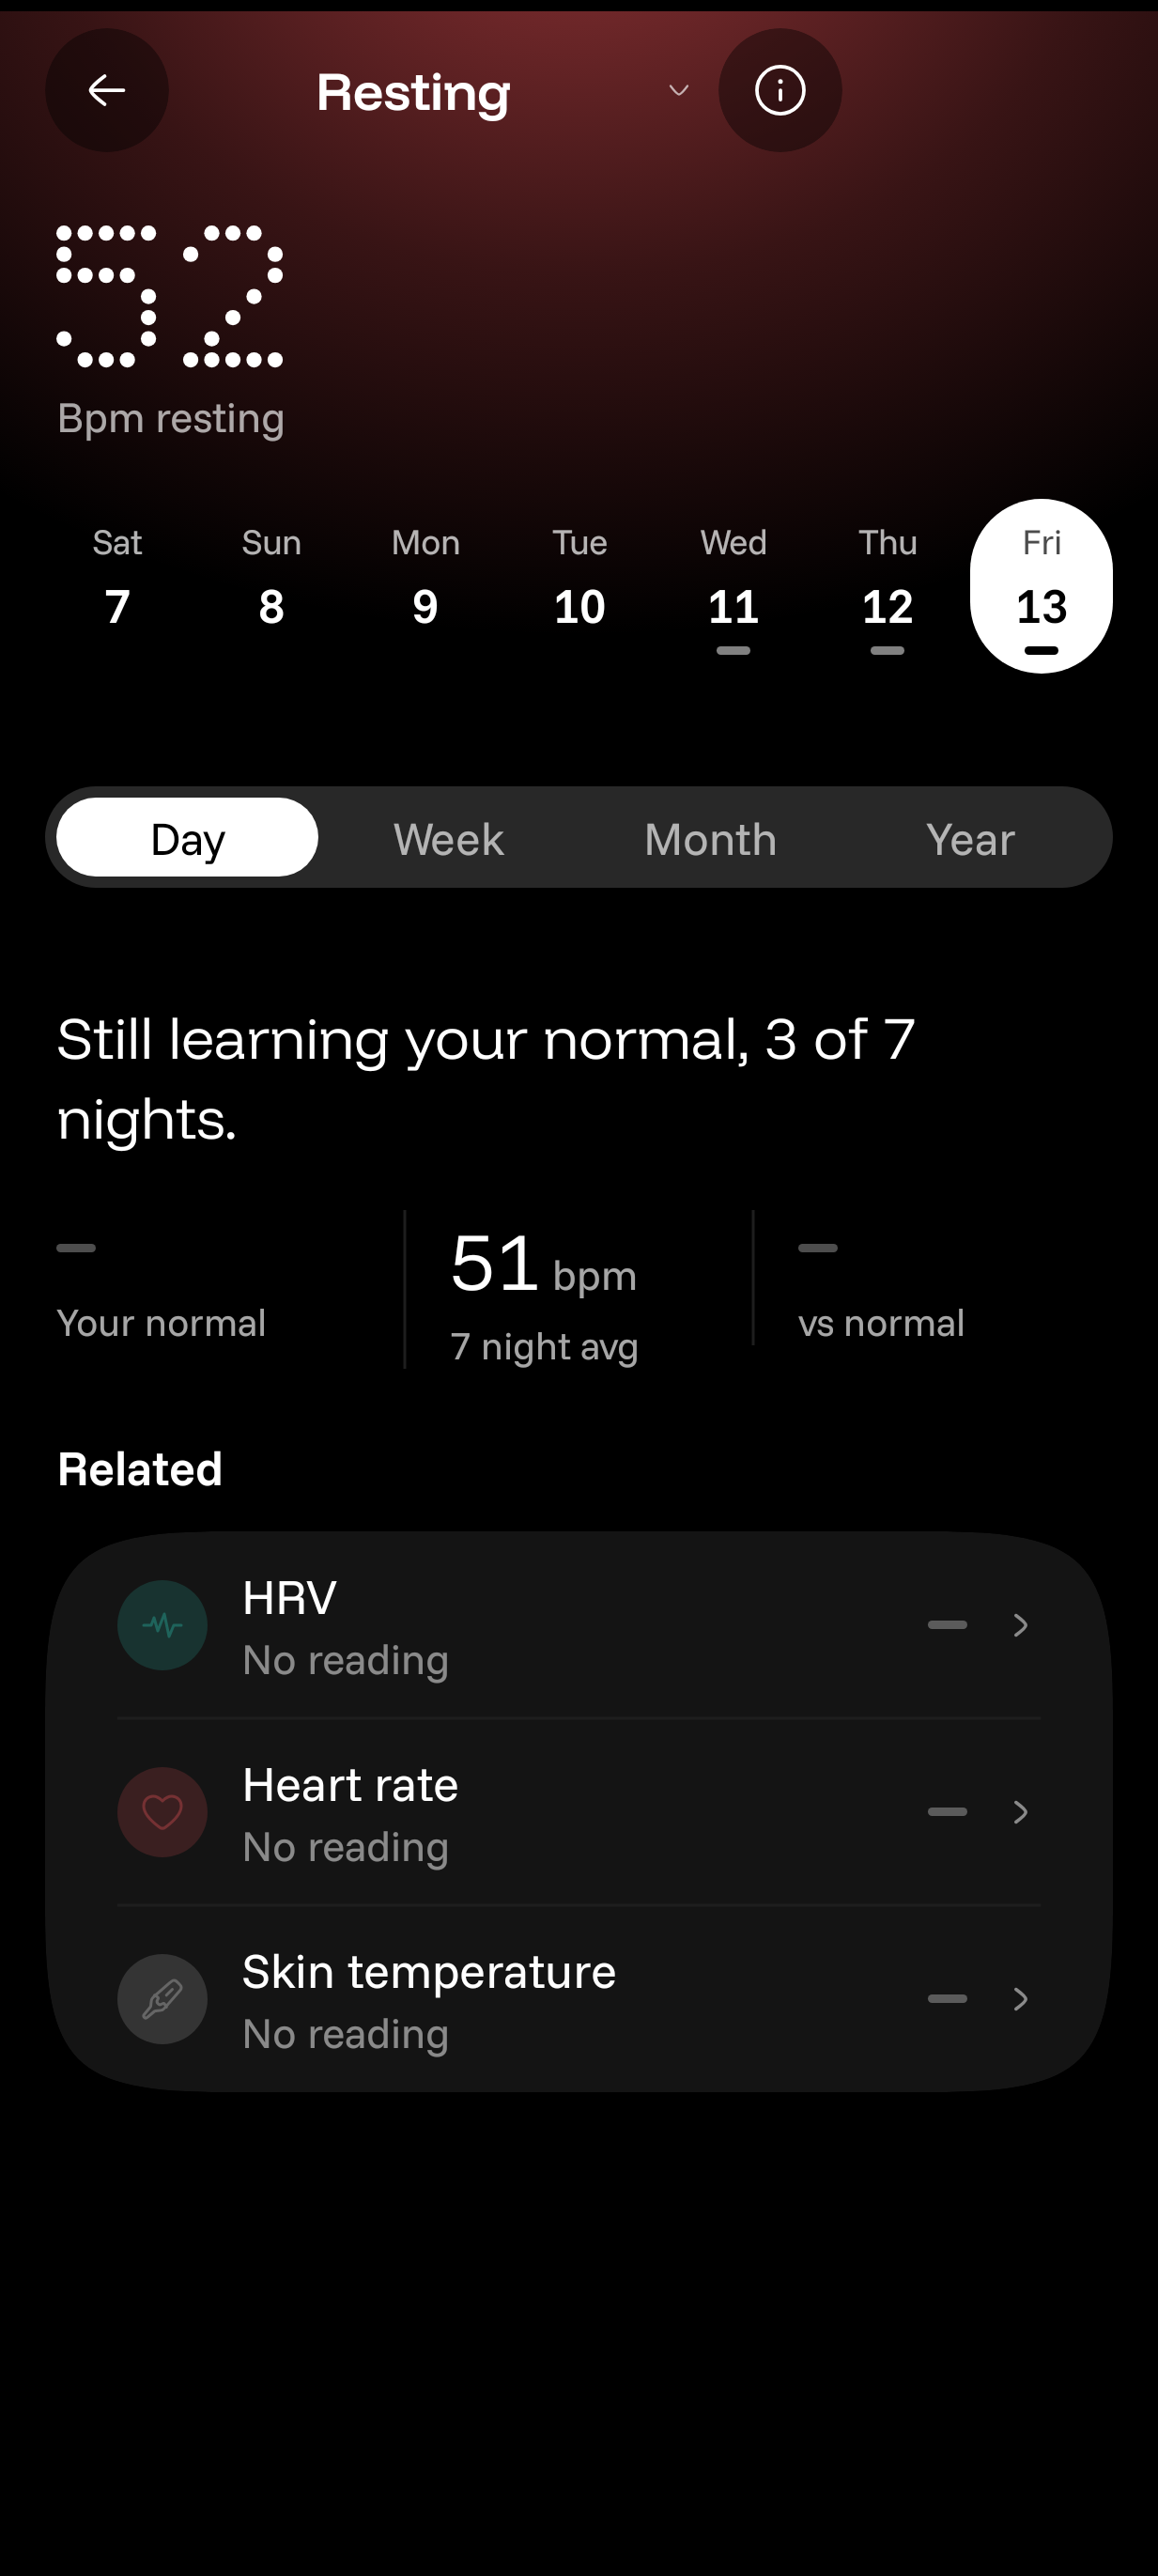 Resting
52
Bpm resting
Sat Sun Mon Tue Wed Thu Fri
7 8 9 10 11 12 13
Day Week Month Year
Still learning your normal, 3 of 7
nights.
51 bpm
Your normal 7 night avg vs normal
Related
HRV
No reading
Heart rate
No reading
Skin temperature
No reading